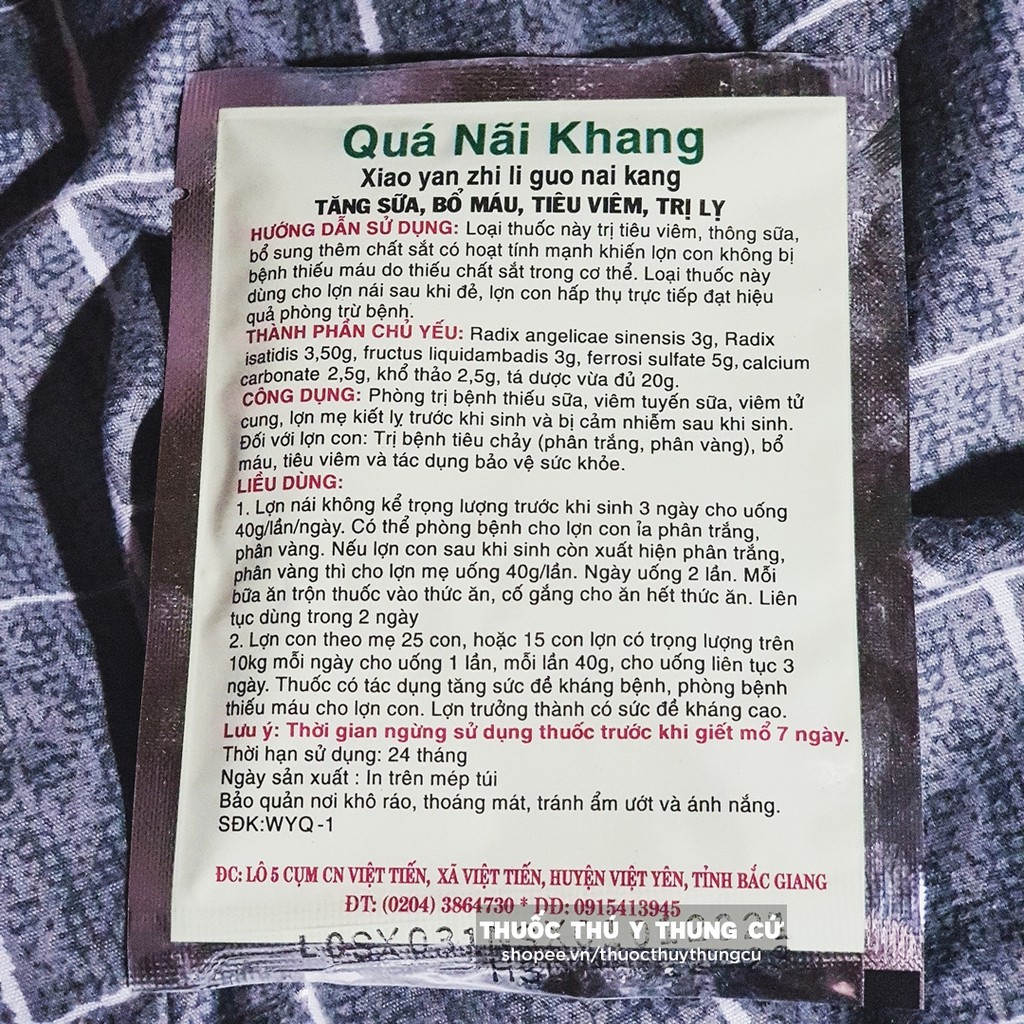 Quá Nãi Khang
Xiao yan zhi li guo nai kang
TĂNG SỮA, BỔ MÁU, TIÊU VIÊM, TRỊ LỴ
HƯỚNG DẪN SỬ DỤNG: Loại thuốc này trị tiêu viêm, thông sữa,
bổ sung thêm chất sắt có hoạt tính mạnh khiến lợn con không bị
bệnh thiếu máu do thiếu chất sắt trong cơ thể. Loại thuốc này
dùng cho lợn nái sau khi đẻ, lợn con hấp thụ trực tiếp đạt hiệu
quả phòng trừ bệnh.
THÀNH PHẦN CHỦ YẾU: Radix angelicae sinensis 3g, Radix
isatidis 3,50g, fructus liquidambadis 3g, ferrosi sulfate 5g, calcium
carbonate 2,5g, khổ thảo 2,5g, tá dược vừa đủ 20g.
CÔNG DỤNG: Phòng trị bệnh thiếu sữa, viêm tuyến sữa, viêm tử
cung, lợn mẹ kiết lỵ trước khi sinh và bị cảm nhiễm sau khi sinh.
Đối với lợn con: Trị bệnh tiêu chảy (phân trắng, phân vàng), bổ
máu, tiêu viêm và tác dụng bảo vệ sức khỏe.
LIỀU DÙNG:
1. Lợn nái không kể trọng lượng trước khi sinh 3 ngày cho uống
40g/lần/ngày. Có thể phòng bệnh cho lợn con ỉa phân trắng,
phân vàng. Nếu lợn con sau khi sinh còn xuất hiện phân trắng,
phân vàng thì cho lợn mẹ uống 40g/lần. Ngày uống 2 lần. Mỗi
bữa ăn trộn thuốc vào thức ăn, cố gắng cho ăn hết thức ăn. Liên
tục dùng trong 2 ngày
2. Lợn con theo mẹ 25 con, hoặc 15 con lợn có trọng lượng trên
10kg mỗi ngày cho uống 1 lần, mỗi lần 40g, cho uống liên tục 3
ngày. Thuốc có tác dụng tăng sức đề kháng bệnh, phòng bệnh
thiếu máu cho lợn con. Lợn trưởng thành có sức đề kháng cao.
Lưu ý: Thời gian ngừng sử dụng thuốc trước khi giết mổ 7 ngày.
Thời hạn sử dụng: 24 tháng
Ngày sản xuất : In trên mép túi
Bảo quản nơi khô ráo, thoáng mát, tránh ẩm ướt và ánh nắng.
SĐK:WYQ-1
ĐC: LÔ 5 CỤM CN VIỆT TIẾN, XÃ VIỆT TIẾN, HUYỆN VIỆT YÊN, TỈNH BẮC GIANG
ĐT: (0204) 3864730 * DĐ: 0915413945
THUỐC THÚ Y THUNG CỬ
shopee.vn/thuocthuythungcu